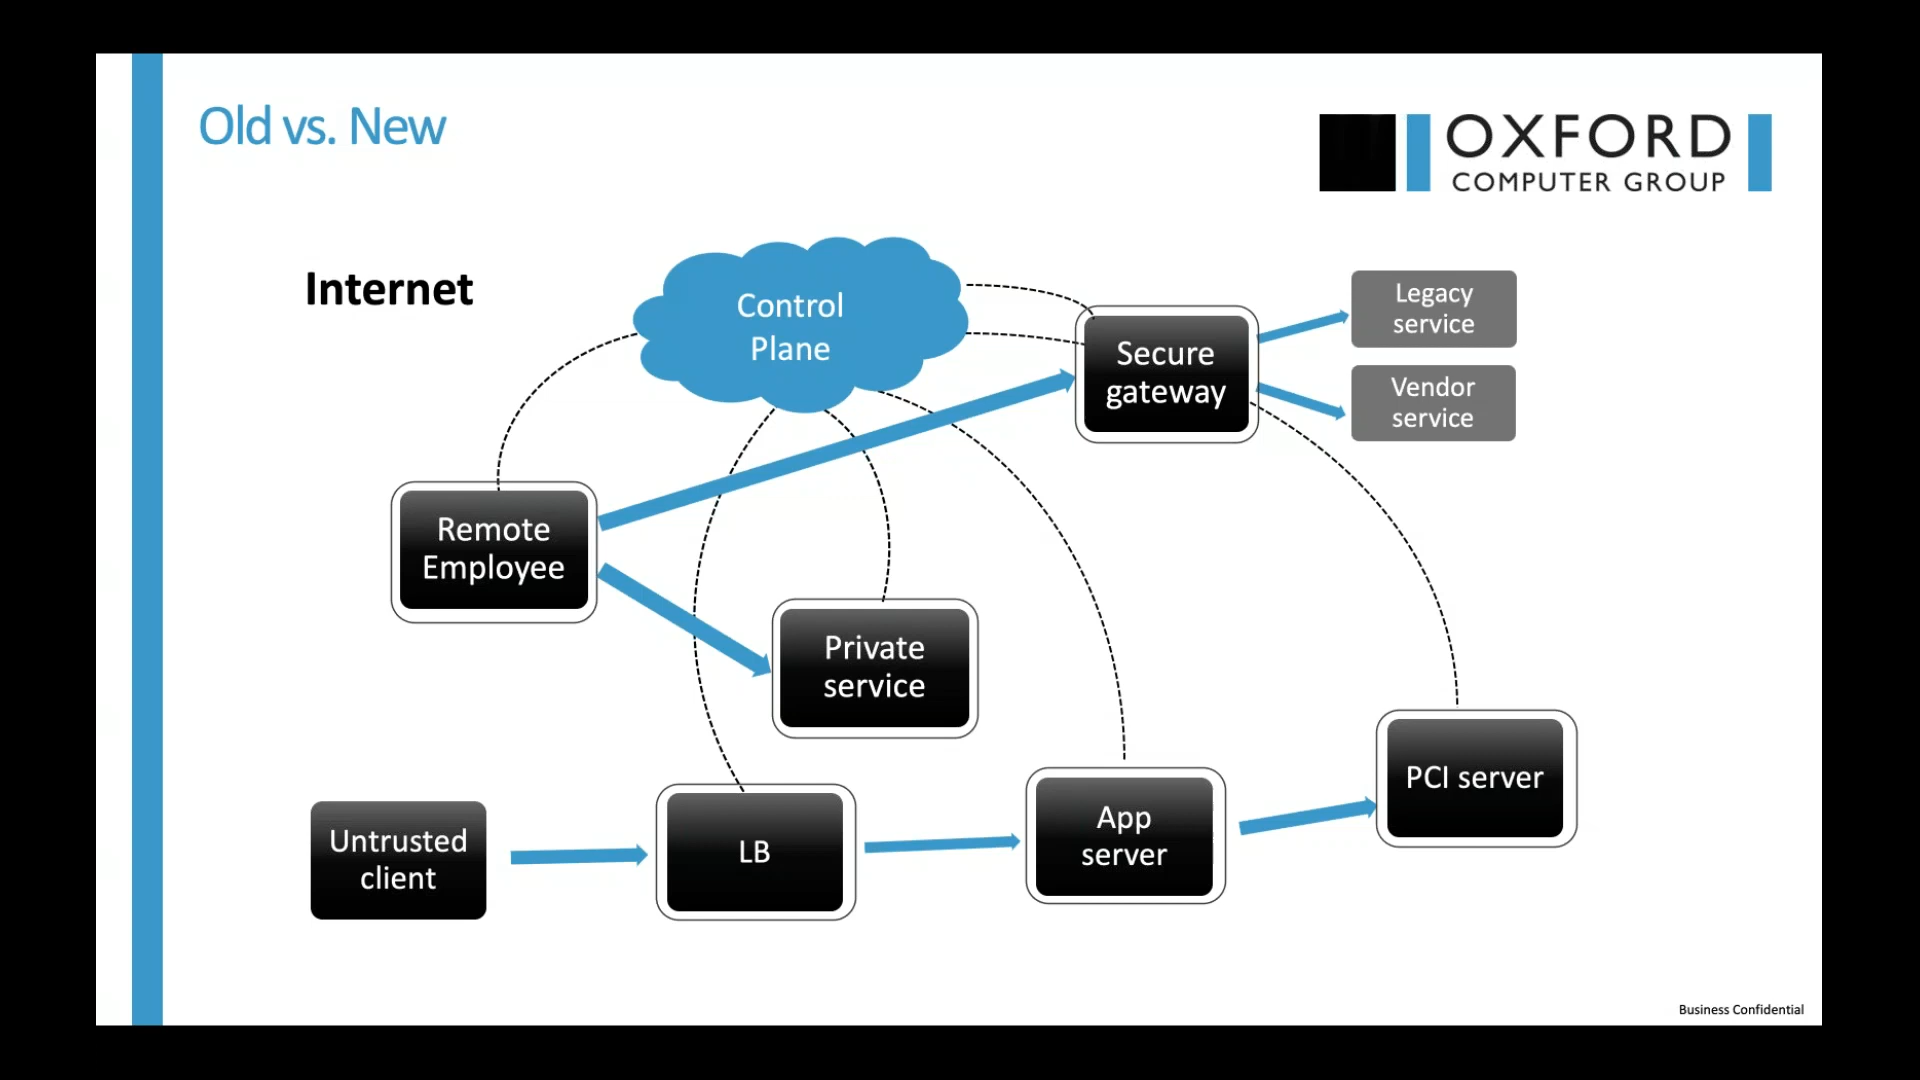 Old vs. New
OXFORD
COMPUTER GROUP
Internet
Control
Plane
Secure
gateway
Legacy
service
Vendor
service
Remote
Employee
Private
service
Untrusted
client
LB
App
server
PCI server
Business Confidential